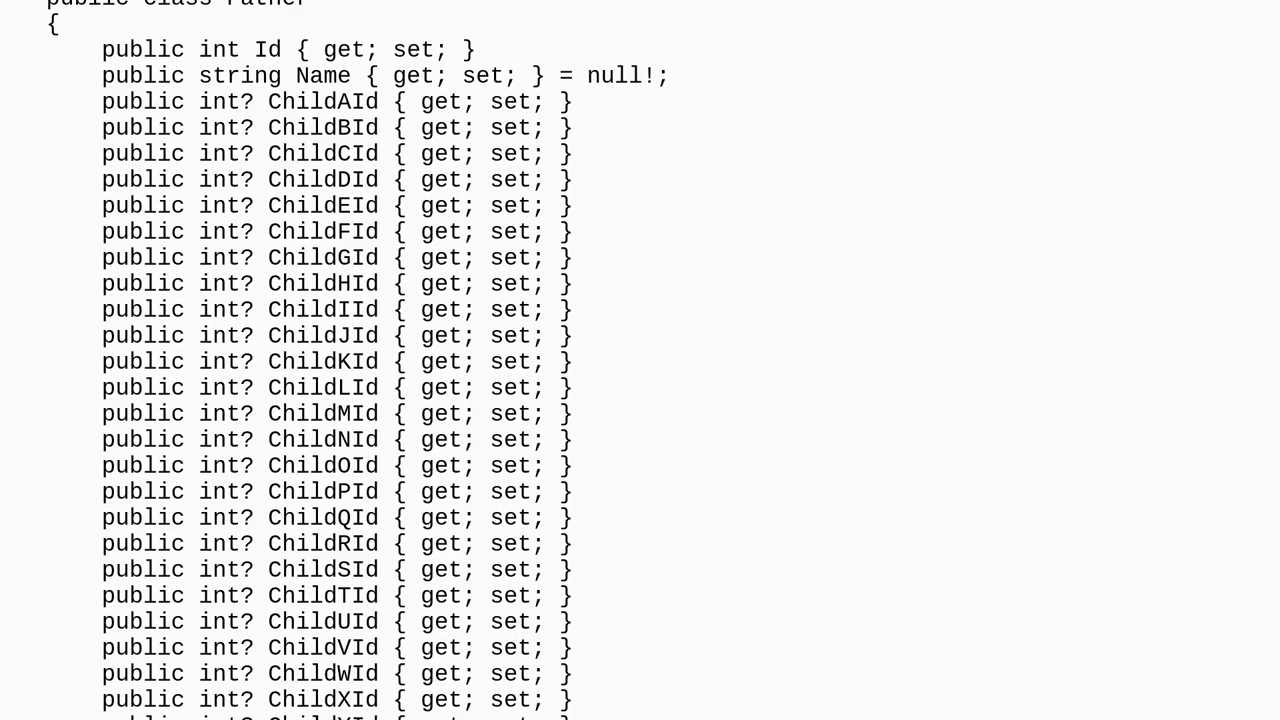 public class Father
{
    public int Id { get; set; }
    public string Name { get; set; } = null!;
    public int? ChildAId { get; set; }
    public int? ChildBId { get; set; }
    public int? ChildCId { get; set; }
    public int? ChildDId { get; set; }
    public int? ChildEId { get; set; }
    public int? ChildFId { get; set; }
    public int? ChildGId { get; set; }
    public int? ChildHId { get; set; }
    public int? ChildIId { get; set; }
    public int? ChildJId { get; set; }
    public int? ChildKId { get; set; }
    public int? ChildLId { get; set; }
    public int? ChildMId { get; set; }
    public int? ChildNId { get; set; }
    public int? ChildOId { get; set; }
    public int? ChildPId { get; set; }
    public int? ChildQId { get; set; }
    public int? ChildRId { get; set; }
    public int? ChildSId { get; set; }
    public int? ChildTId { get; set; }
    public int? ChildUId { get; set; }
    public int? ChildVId { get; set; }
    public int? ChildWId { get; set; }
    public int? ChildXId { get; set; }